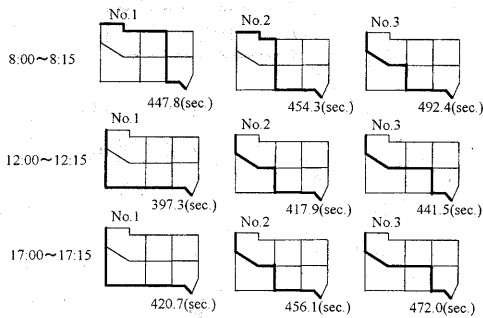 No.1 No.2 No.3
8:00~8:15
447.8(sec.) 454.3(sec.) 492.4(sec.)
No.1 No.2 No.3
12:00~12:15
397.3(sec.) 417.9(sec.) 441.5(sec.)
No.1 No.2 No.3
17:00~17:15
420.7(sec.) 456.1(sec.) 472.0(sec.)